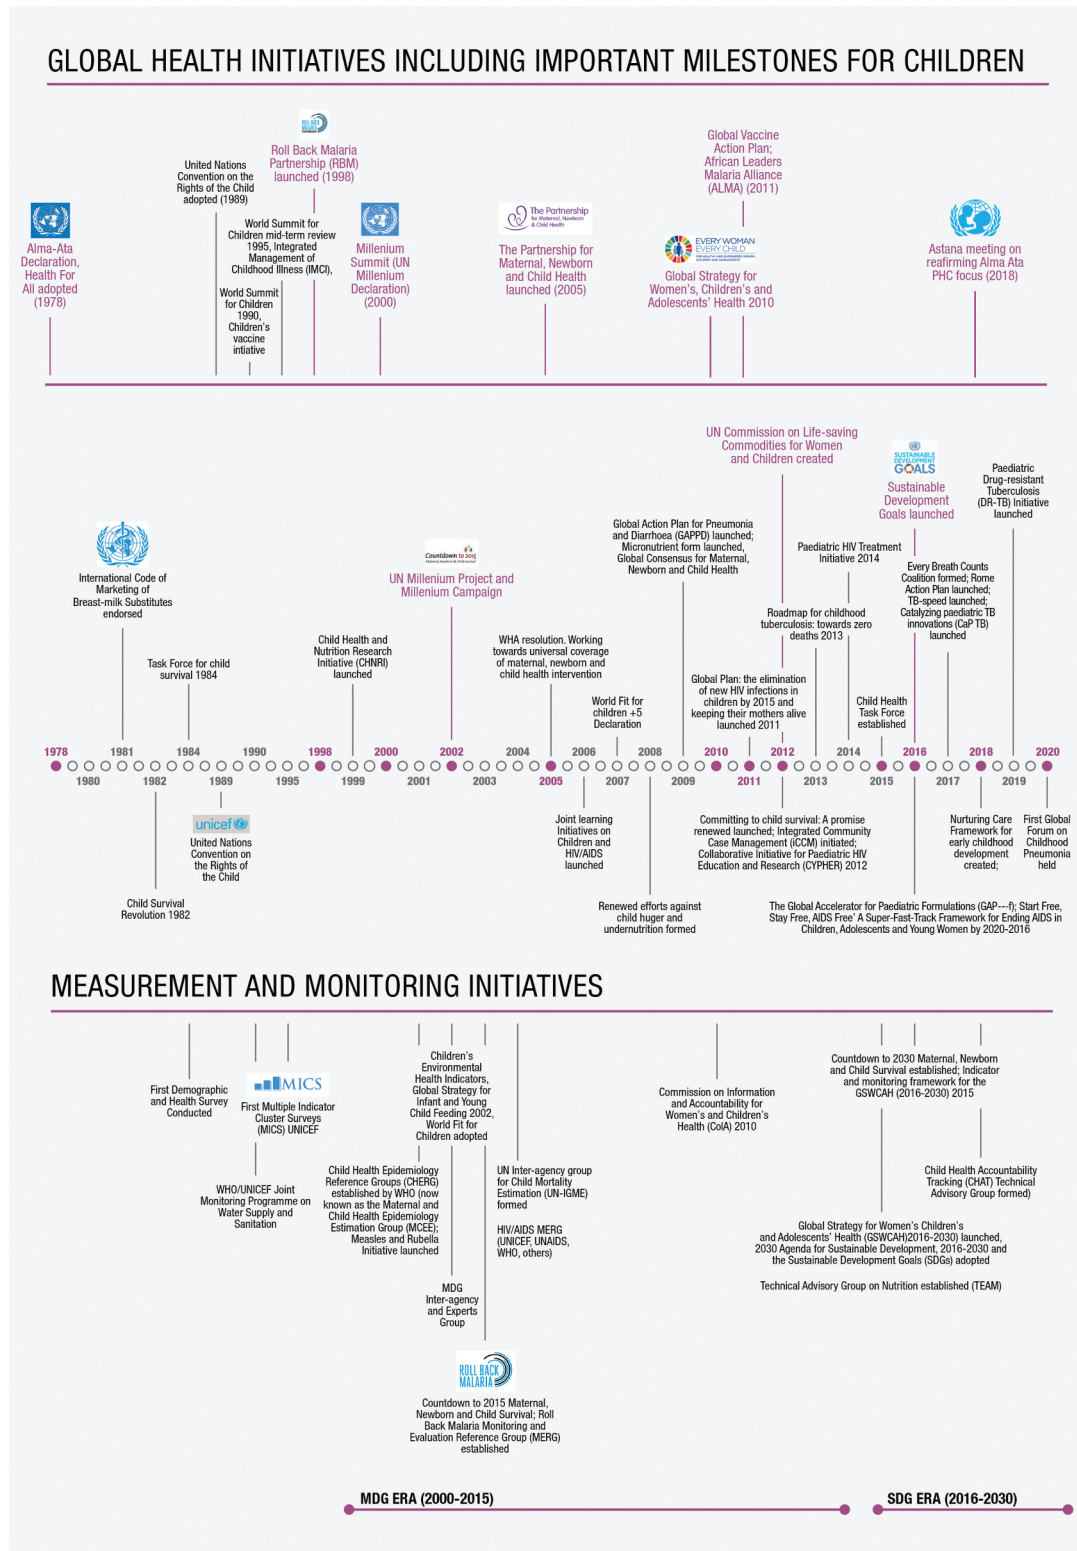 GLOBAL HEALTH INITIATIVES INCLUDING IMPORTANT MILESTONES FOR CHILDREN
ROLL BACK
MALARIA
Roll Back Malaria
Partnership (RBM)
launched (1998)
United Nations
Convention on the
Rights of the Child
adopted (1989)
Global Vaccine
Action Plan;
African Leaders
Malaria Alliance
(ALMA) (2011)
Alma-Ata
Declaration,
Health For
All adopted
(1978)
World Summit for
Children mid-term review
1995, Integrated
Management of
Childhood Illness (IMCI),
World Summit
for Children
1990,
Children's
vaccine
intiative
Millenium
Summit (UN
Millenium
Declaration)
(2000)
The Partnership
for Maternal, Newborn
& Child Health
The Partnership for
Maternal, Newborn
and Child Health
launched (2005)
EVERY WOMAN
EVERY CHILD
FOR HEALTHY AND EMPOWERED WOMEN,
CHILDREN AND ADOLESCENTS
Global Strategy for
Women's, Children's and
Adolescents' Health 2010
Astana meeting on
reafirming Alma Ata
PHC focus (2018)
UN Commission on Life-saving
Commodities for Women
and Children created
SUSTAINABLE
DEVELOPMENT
GOALS
Sustainable
Development
Goals launched
Paediatric
Drug-resistant
Tuberculosis
(DR-TB) Initiative
launched
International Code of
Marketing of
Breast-milk Substitutes
endorsed
Countdown to 2015
Maternal, Newborn & Child Survival
UN Millenium Project and
Millenium Campaign
Global Action Plan for Pneumonia
and Diarrhoea (GAPPD) launched;
Micronutrient form launched,
Global Consensus for Maternal,
Newborn and Child Health
Paediatric HIV Treatment
Initiative 2014
Every Breath Counts
Coalition formed; Rome
Action Plan launched;
TB-speed launched;
Catalyzing paediatric TB
innovations (CaP TB)
launched
Roadmap for childhood
tuberculosis: towards zero
deaths 2013
Task Force for child
survival 1984
Child Health and
Nutrition Research
Initiative (CHNRI)
launched
WHA resolution. Working
towards universal coverage
of maternal, newborn and
child health intervention
World Fit for
children +5
Declaration
Global Plan: the elimination
of new HIV infections in
children by 2015 and
keeping their mothers alive
launched 2011
Child Health
Task Force
established
1978 1981 1984 1990 1998 2000 2002 2004 2006 2008 2010 2012 2014 2016 2018 2020
1980 1982 1989 1995 1999 2001 2003 2005 2007 2009 2011 2013 2015 2017 2019
unicef
United Nations
Convention on
the Rights of
the Child
Child Survival
Revolution 1982
Joint learning
Initiatives on
Children and
HIV/AIDS
launched
Renewed efforts against
child huger and
undernutrition formed
Committing to child survival: A promise
renewed launched; Integrated Community
Case Management (iCCM) initiated;
Collaborative Initiative for Paediatric HIV
Education and Research (CYPHER) 2012
The Global Accelerator for Paediatric Formulations (GAP---f); Start Free,
Stay Free, AIDS Free' A Super-Fast-Track Framework for Ending AIDS in
Children, Adolescents and Young Women by 2020-2016
Nurturing Care
Framework for
early childhood
development
created;
First Global
Forum on
Childhood
Pneumonia
held
MEASUREMENT AND MONITORING INITIATIVES
First Demographic
and Health Survey
Conducted
MICS
First Multiple Indicator
Cluster Surveys
(MICS) UNICEF
WHO/UNICEF Joint
Monitoring Programme on
Water Supply and
Sanitation
Children's
Environmental
Health Indicators,
Global Strategy for
Infant and Young
Child Feeding 2002,
World Fit for
Children adopted
Child Health Epidemiology
Reference Groups (CHERG)
established by WHO (now
known as the Maternal and
Child Health Epidemiology
Estimation Group (MCEE);
Measles and Rubella
Initiative launched
MDG
Inter-agency
and Experts
Group
UN Inter-agency group
for Child Mortality
Estimation (UN-IGME)
formed
HIV/AIDS MERG
(UNICEF, UNAIDS,
WHO, others)
ROLL BACK
MALARIA
Countdown to 2015 Maternal,
Newborn and Child Survival; Roll
Back Malaria Monitoring and
Evaluation Reference Group (MERG)
established
Commission on Information
and Accountability for
Women's and Children's
Health (CoIA) 2010
Countdown to 2030 Maternal, Newborn
and Child Survival established; Indicator
and monitoring framework for the
GSWCAH (2016-2030) 2015
Child Health Accountability
Tracking (CHAT) Technical
Advisory Group formed)
Global Strategy for Women's Children's
and Adolescents' Health (GSWCAH)2016-2030) launched,
2030 Agenda for Sustainable Development, 2016-2030 and
the Sustainable Development Goals (SDGs) adopted
Technical Advisory Group on Nutrition established (TEAM)
MDG ERA (2000-2015)
SDG ERA (2016-2030)